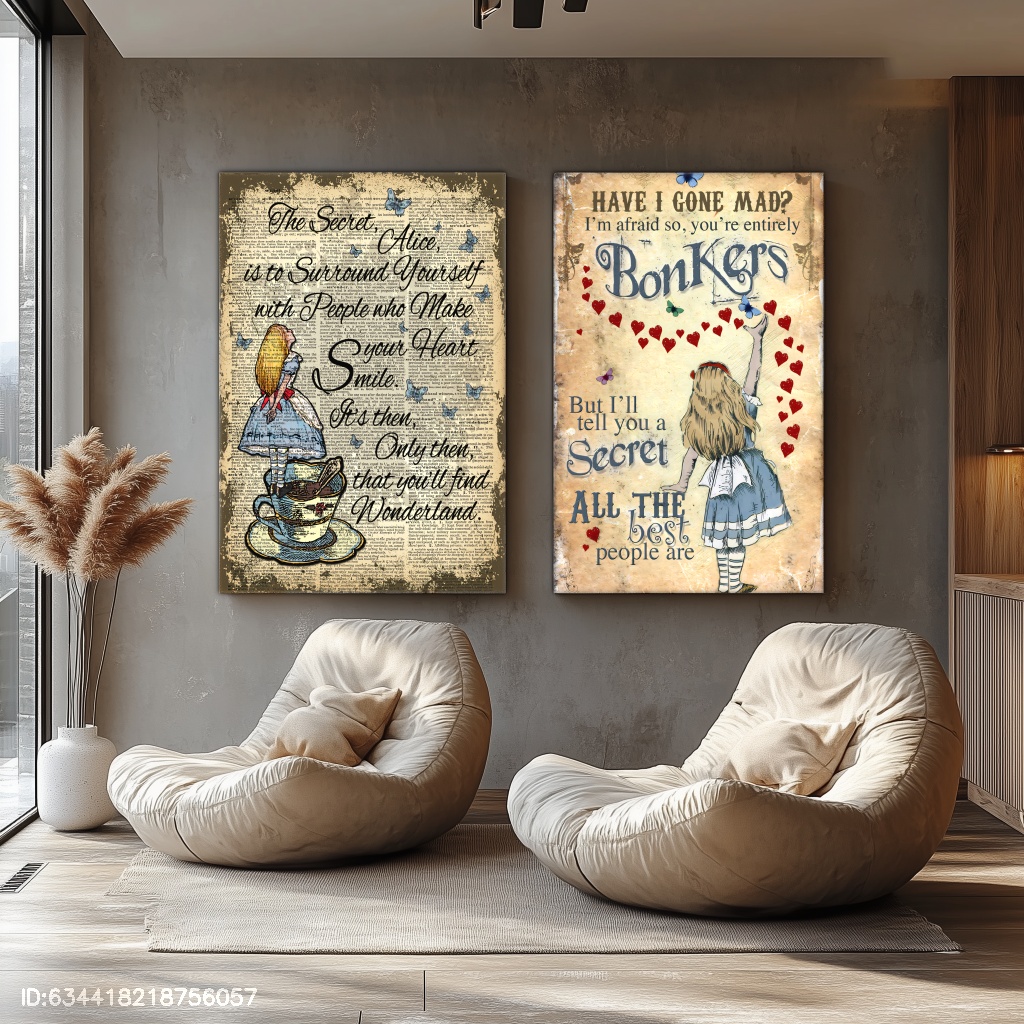 The Secret,
Alice,
is to Surround Yourself
with People who Make
your Heart
Smile.
It's then,
Only then,
that you'll find
Wonderland.
HAVE I GONE MAD?
I'm afraid so, you're entirely
BonKers
But I'll
tell you a
Secret
ALL THE
best
people are
ID:634418218756057